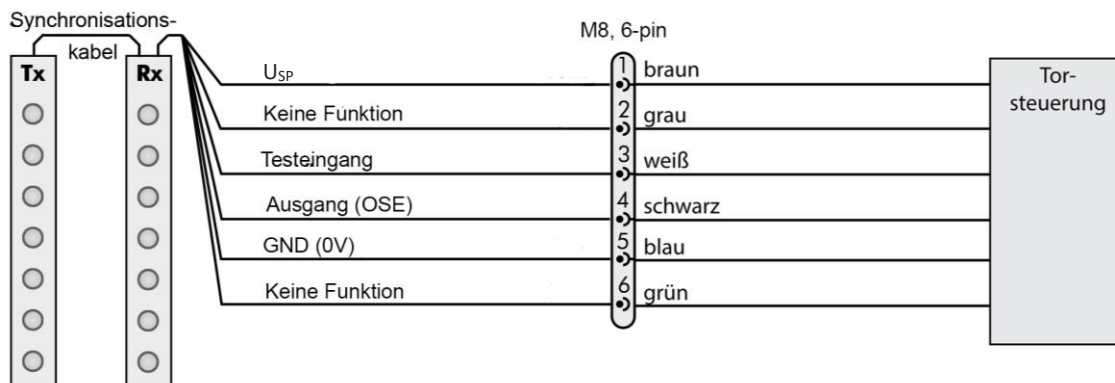 Synchronisations-
kabel
Tx
Rx
M8, 6-pin
USP
1
braun
Keine Funktion
2
grau
Testeingang
3
weiß
Ausgang (OSE)
4
schwarz
GND (0V)
5
blau
Keine Funktion
6
grün
Tor-
steuerung